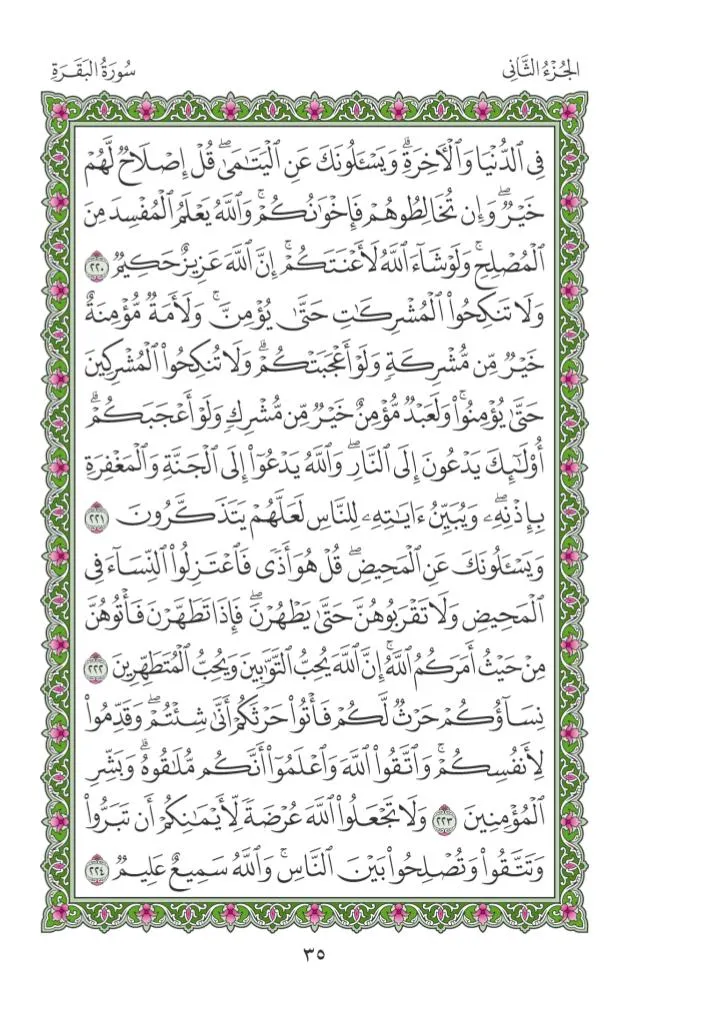 الجُزْءُ الثَّانِي
سُورَةُ البَقَرَةِ
فِي ٱلدُّنۡيَا وَٱلۡأٓخِرَةِۗ وَيَسۡـَٔلُونَكَ عَنِ ٱلۡيَتَٰمَىٰۖ قُلۡ إِصۡلَاحٞ لَّهُمۡ
خَيۡرٞۖ وَإِن تُخَالِطُوهُمۡ فَإِخۡوَٰنُكُمۡۚ وَٱللَّهُ يَعۡلَمُ ٱلۡمُفۡسِدَ مِنَ
ٱلۡمُصۡلِحِۚ وَلَوۡ شَآءَ ٱللَّهُ لَأَعۡنَتَكُمۡۚ إِنَّ ٱللَّهَ عَزِيزٌ حَكِيمٞ ٢٢٠
وَلَا تَنكِحُواْ ٱلۡمُشۡرِكَٰتِ حَتَّىٰ يُؤۡمِنَّۚ وَلَأَمَةٞ مُّؤۡمِنَةٌ
خَيۡرٞ مِّن مُّشۡرِكَةٖ وَلَوۡ أَعۡجَبَتۡكُمۡۗ وَلَا تُنكِحُواْ ٱلۡمُشۡرِكِينَ
حَتَّىٰ يُؤۡمِنُواْۚ وَلَعَبۡدٞ مُّؤۡمِنٌ خَيۡرٞ مِّن مُّشۡرِكٖ وَلَوۡ أَعۡجَبَكُمۡۗ
أُوْلَٰٓئِكَ يَدۡعُونَ إِلَى ٱلنَّارِۖ وَٱللَّهُ يَدۡعُوٓاْ إِلَى ٱلۡجَنَّةِ وَٱلۡمَغۡفِرَةِ
بِإِذۡنِهِۦۖ وَيُبَيِّنُ ءَايَٰتِهِۦ لِلنَّاسِ لَعَلَّهُمۡ يَتَذَكَّرُونَ ٢٢١
وَيَسۡـَٔلُونَكَ عَنِ ٱلۡمَحِيضِۖ قُلۡ هُوَ أَذٗى فَٱعۡتَزِلُواْ ٱلنِّسَآءَ فِي
ٱلۡمَحِيضِ وَلَا تَقۡرَبُوهُنَّ حَتَّىٰ يَطۡهُرۡنَۖ فَإِذَا تَطَهَّرۡنَ فَأۡتُوهُنَّ
مِنۡ حَيۡثُ أَمَرَكُمُ ٱللَّهُۚ إِنَّ ٱللَّهَ يُحِبُّ ٱلتَّوَّٰبِينَ وَيُحِبُّ ٱلۡمُتَطَهِّرِينَ ٢٢٢
نِسَآؤُكُمۡ حَرۡثٞ لَّكُمۡ فَأۡتُواْ حَرۡثَكُمۡ أَنَّىٰ شِئۡتُمۡۖ وَقَدِّمُواْ
لِأَنفُسِكُمۡۚ وَٱتَّقُواْ ٱللَّهَ وَٱعۡلَمُوٓاْ أَنَّكُم مُّلَٰقُوهُۗ وَبَشِّرِ
ٱلۡمُؤۡمِنِينَ ٢٢٣ وَلَا تَجۡعَلُواْ ٱللَّهَ عُرۡضَةٗ لِّأَيۡمَٰنِكُمۡ أَن تَبَرُّواْ
وَتَتَّقُواْ وَتُصۡلِحُواْ بَيۡنَ ٱلنَّاسِۚ وَٱللَّهُ سَمِيعٌ عَلِيمٞ ٢٢٤
٣٥